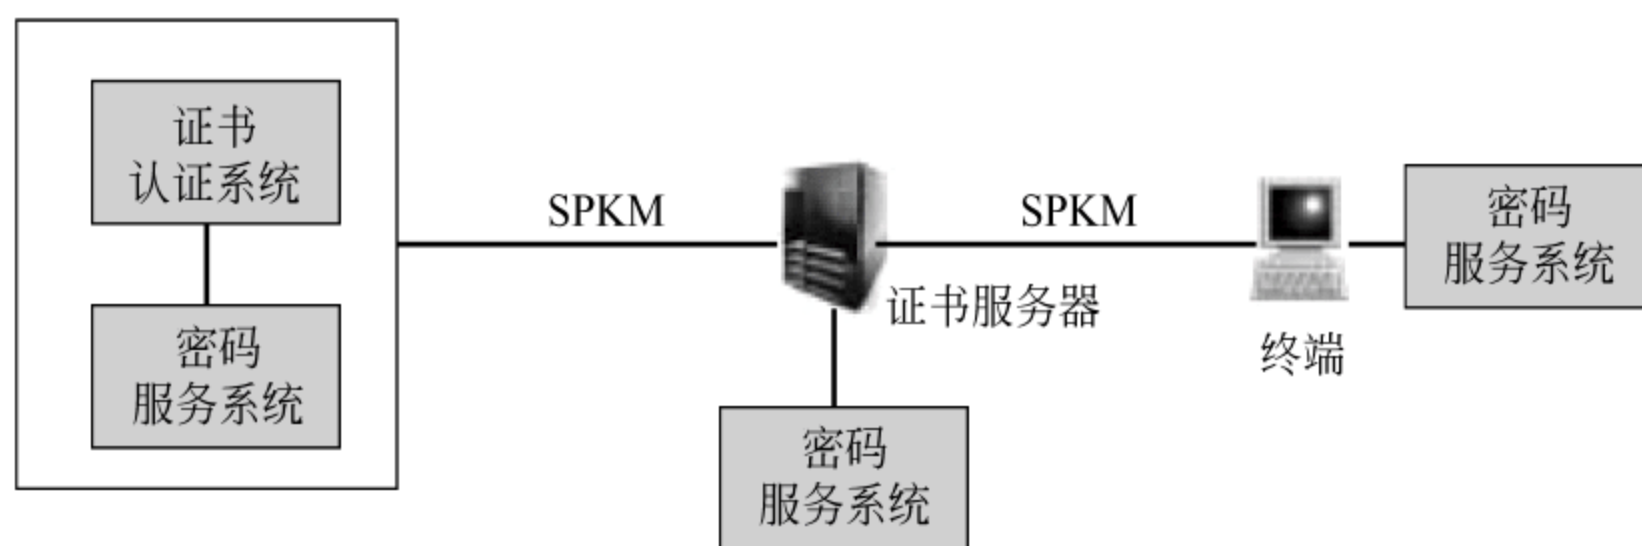 证书
认证系统
密码
服务系统
SPKM
证书服务器
密码
服务系统
SPKM
终端
密码
服务系统